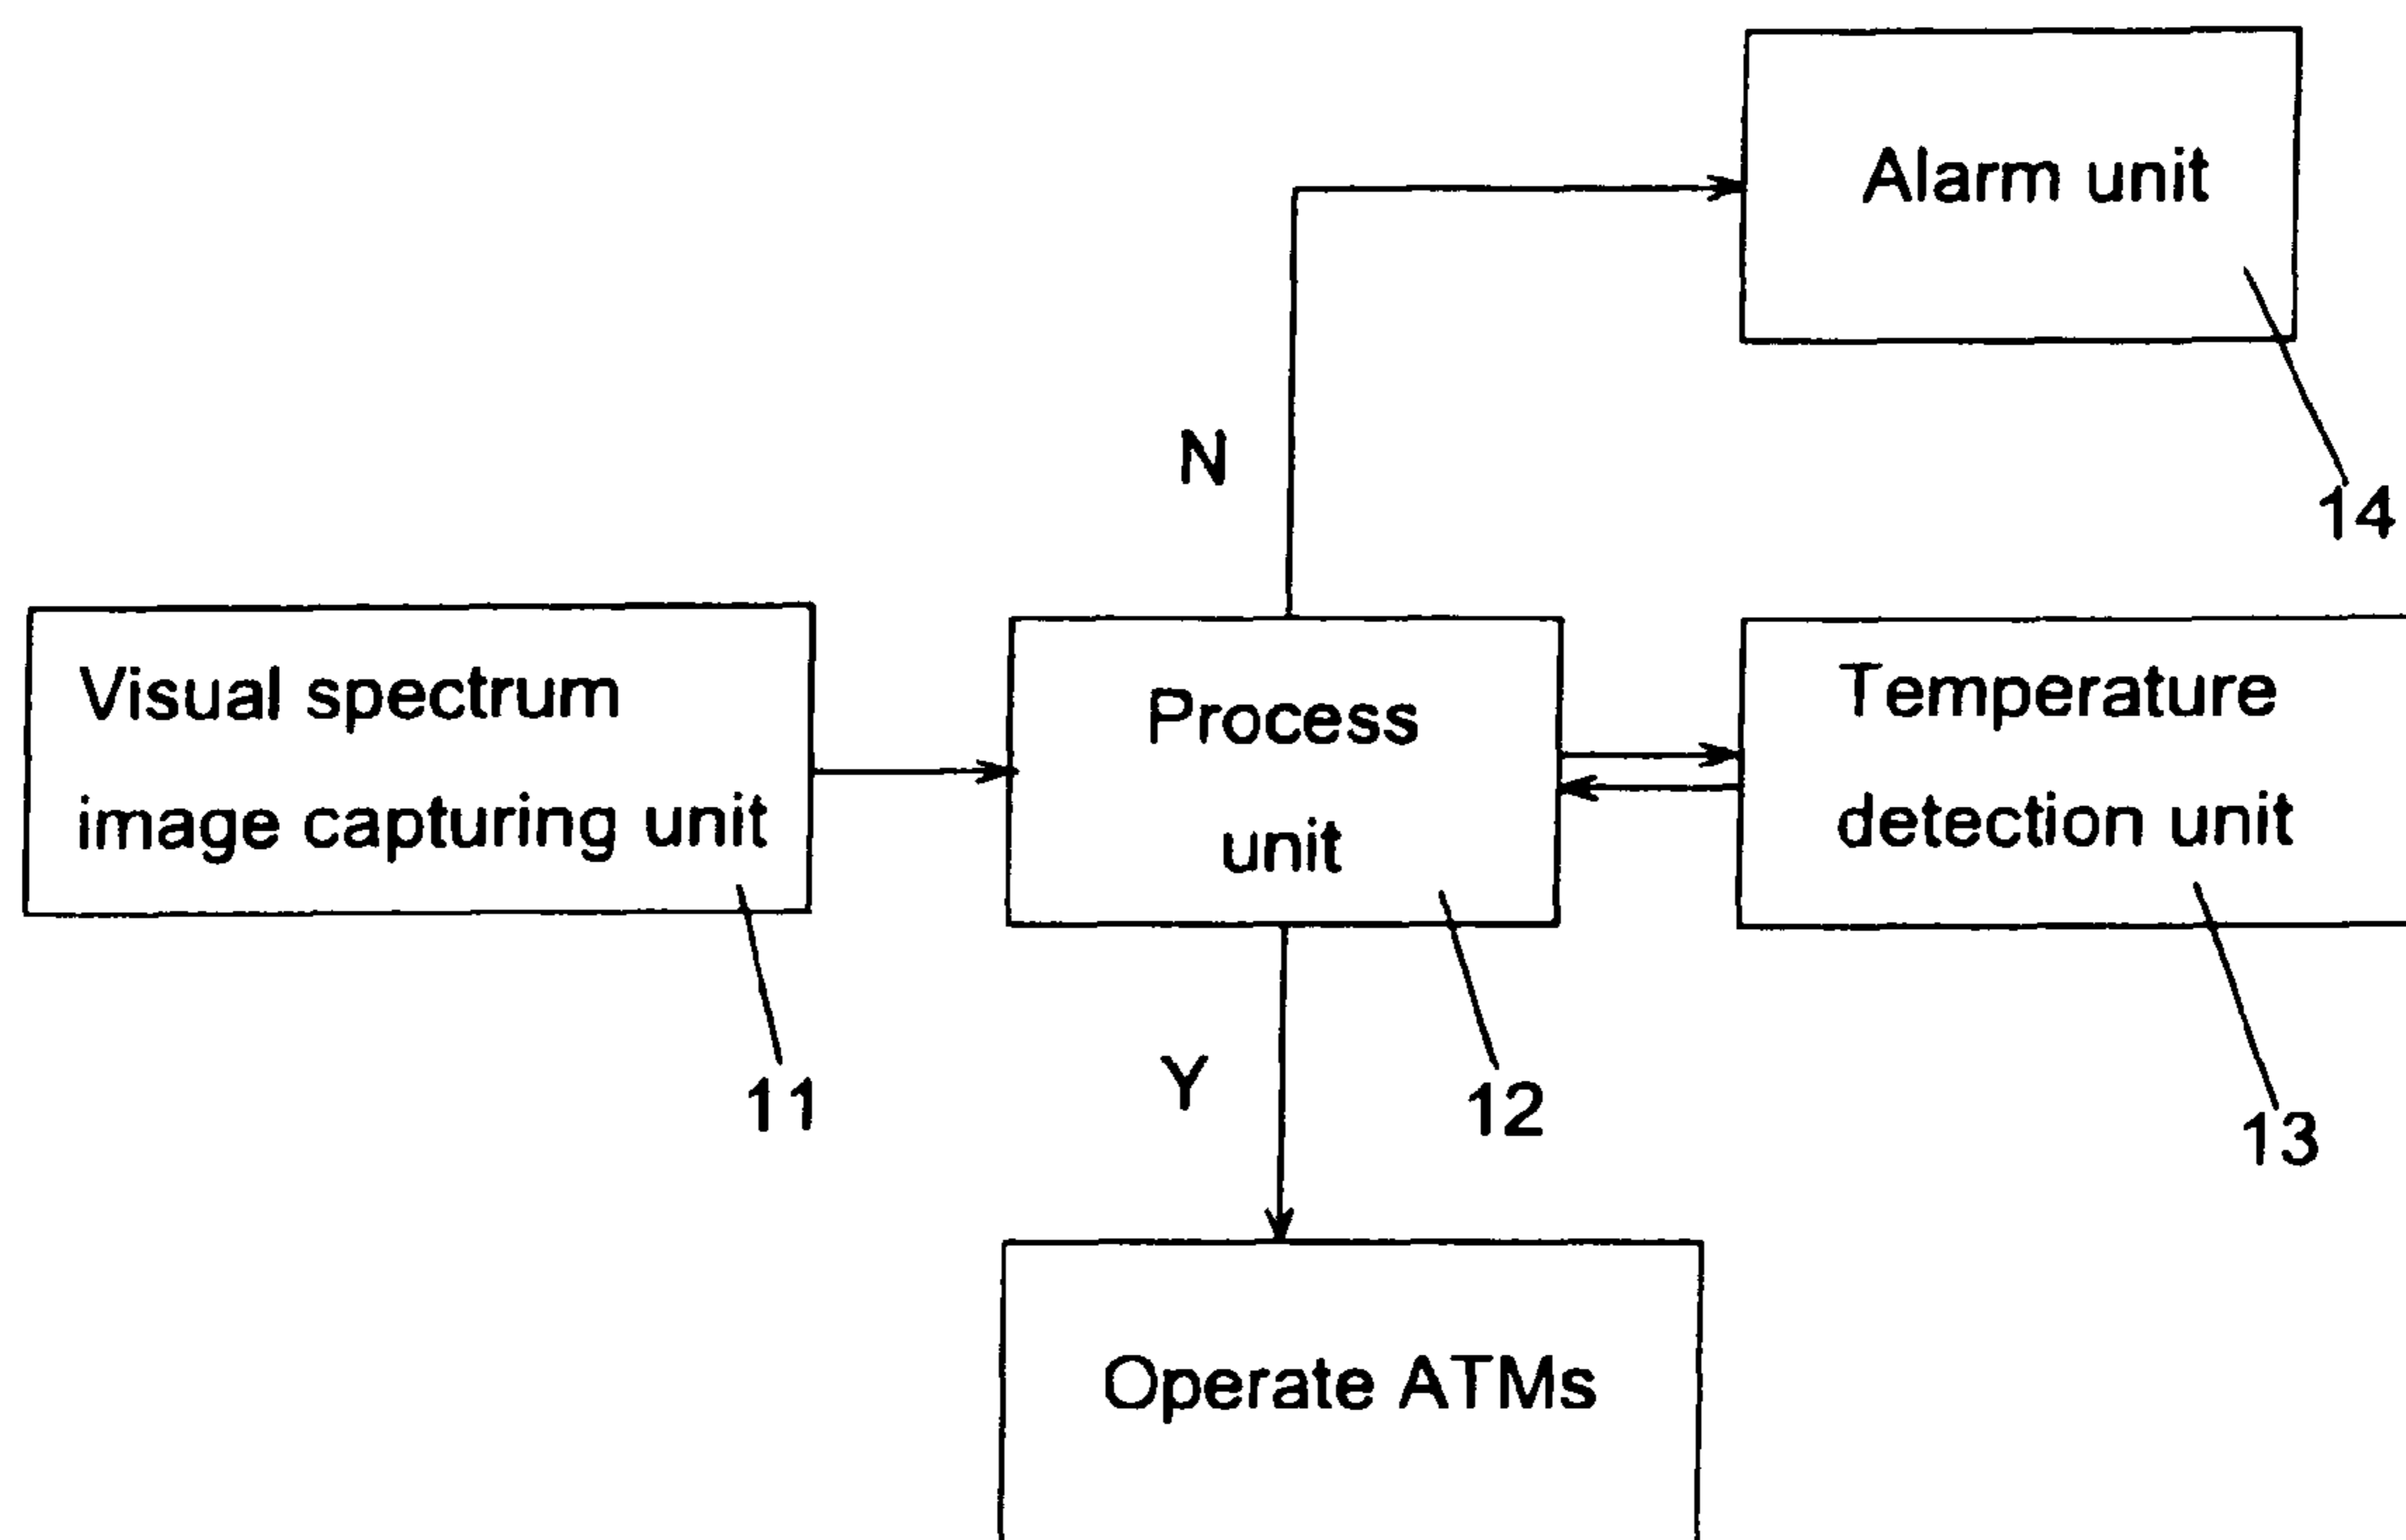 Alarm unit
14
N
Visual spectrum
image capturing unit
11
Process
unit
12
Temperature
detection unit
13
Y
Operate ATMs